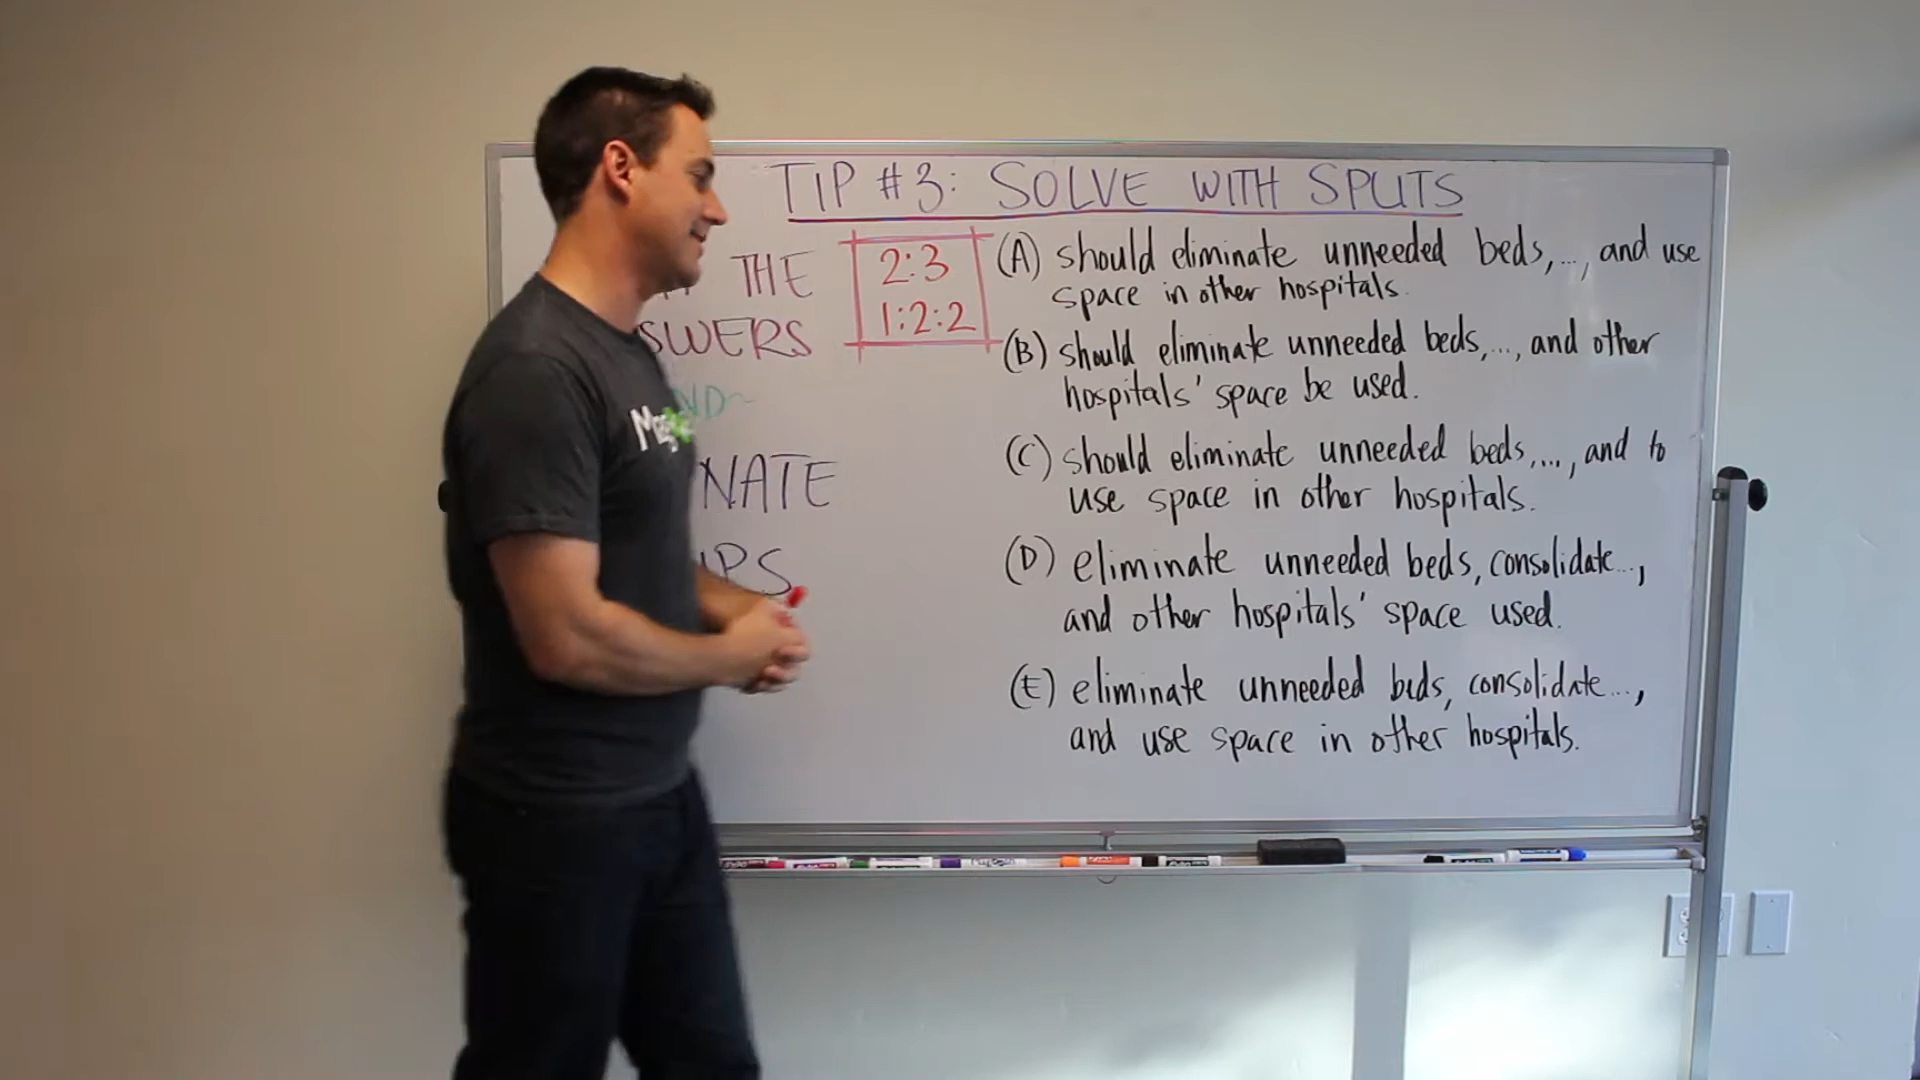 TIP #3: SOLVE WITH SPLITS
THE
2:3
1:2:2
(A) should eliminate unneeded beds,..., and use
space in other hospitals.
(B) should eliminate unneeded beds,..., and other
hospitals' space be used.
(C) should eliminate unneeded beds,..., and to
use space in other hospitals.
(D) eliminate unneeded beds, consolidate...,
and other hospitals' space used.
(E) eliminate unneeded beds, consolidate...,
and use space in other hospitals.